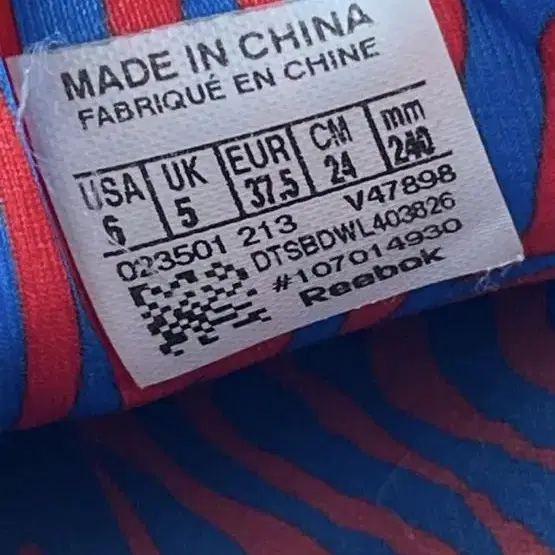 MADE IN CHINA
FABRIQUÉ EN CHINE
USA UK EUR CM mm
6 5 37.5 24 240
023501 213 V47898
DTSBDWL403826
#107014930
Reebok